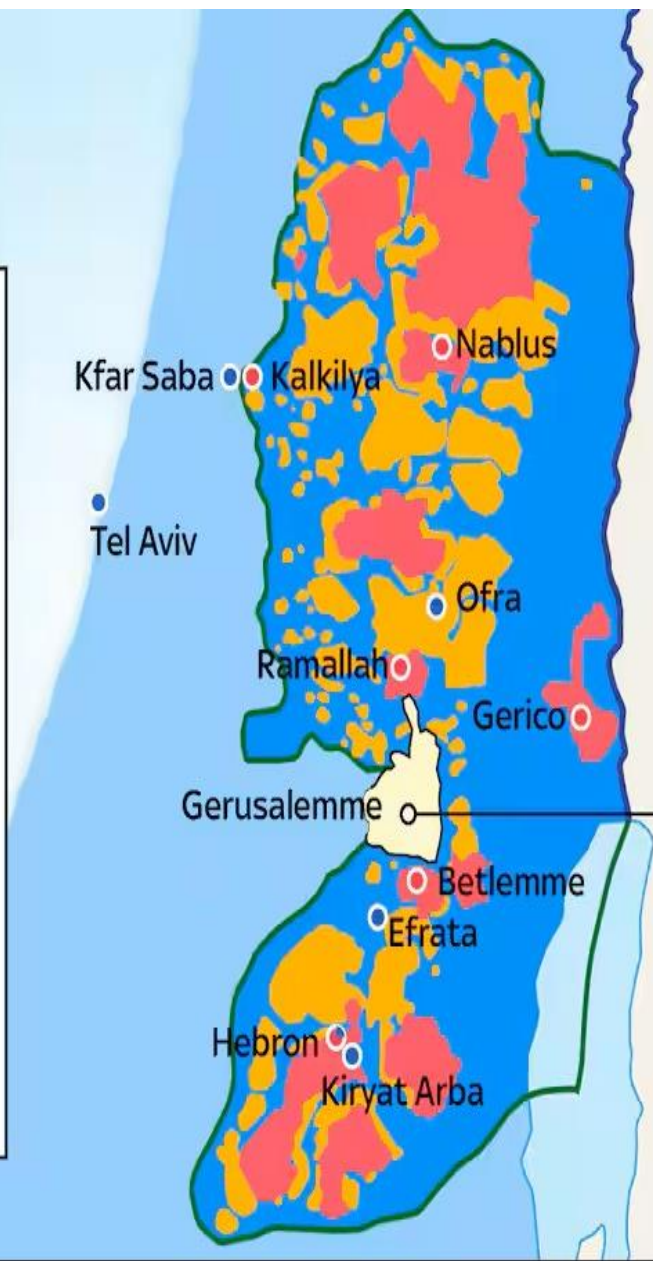 Nablus
Kfar Saba
Kalkilya
Tel Aviv
Ofra
Ramallah
Gerico
Gerusalemme
Betlemme
Efrata
Hebron
Kiryat Arba